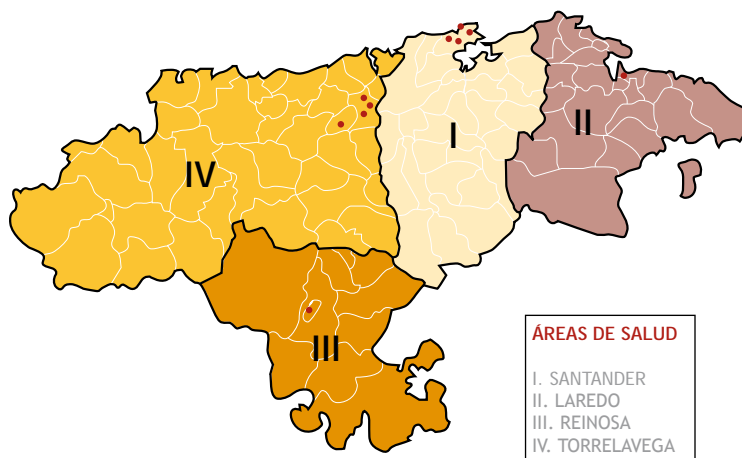 I
II
IV
III
ÁREAS DE SALUD
I. SANTANDER
II. LAREDO
III. REINOSA
IV. TORRELAVEGA